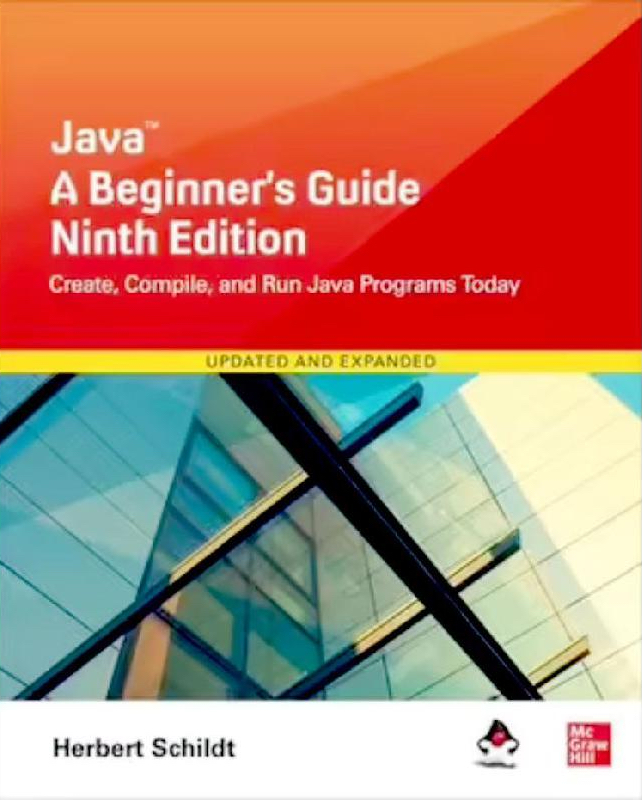 Java™
A Beginner's Guide
Ninth Edition
Create, Compile, and Run Java Programs Today
UPDATED AND EXPANDED
Herbert Schildt
Mc
Graw
Hill